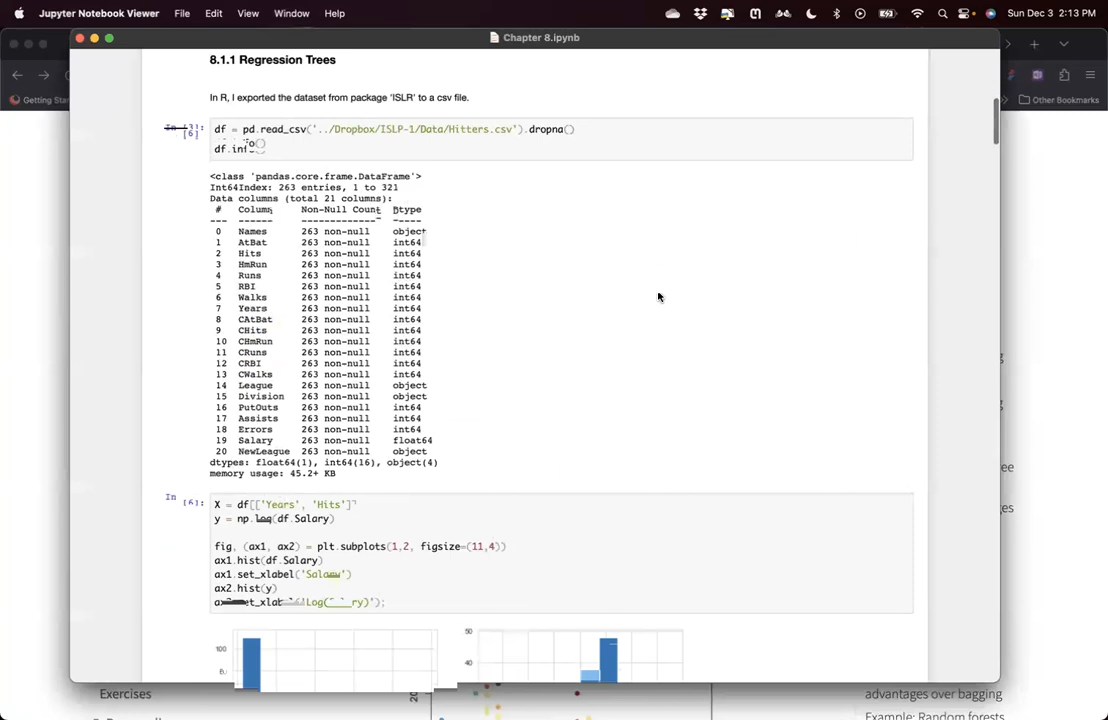 Jupyter Notebook Viewer File Edit View Window Help Sun Dec 3 2:13 PM
Chapter 8.ipynb
Getting Star
Other Bookmarks
8.1.1 Regression Trees
In R, I exported the dataset from package 'ISLR' to a csv file.
df = pd.read_csv('../Dropbox/ISLP-1/Data/Hitters.csv').dropna()
<class 'pandas.core.frame.DataFrame'>
Int64Index: 263 entries, 1 to 321
Data columns (total 21 columns):
# Column Non-Null Count Dtype
--- ------ -------------- -----
0 Names 263 non-null object
1 AtBat 263 non-null int64
2 Hits 263 non-null int64
3 HmRun 263 non-null int64
4 Runs 263 non-null int64
5 RBI 263 non-null int64
6 Walks 263 non-null int64
7 Years 263 non-null int64
8 CAtBat 263 non-null int64
9 CHits 263 non-null int64
10 CHmRun 263 non-null int64
11 CRuns 263 non-null int64
12 CRBI 263 non-null int64
13 CWalks 263 non-null int64
14 League 263 non-null object
15 Division 263 non-null object
16 PutOuts 263 non-null int64
17 Assists 263 non-null int64
18 Errors 263 non-null int64
19 Salary 263 non-null float64
20 NewLeague 263 non-null object
dtypes: float64(1), int64(16), object(4)
memory usage: 45.2+ KB
In [6]:
X = df[['Years', 'Hits']]
y = np.log(df.Salary)
fig, (ax1, ax2) = plt.subplots(1,2, figsize=(11,4))
ax1.hist(df.Salary)
ax1.set_xlabel('Salary')
ax2.hist(y)
100
50
40
Exercises
advantages over bagging
Example: Random forests